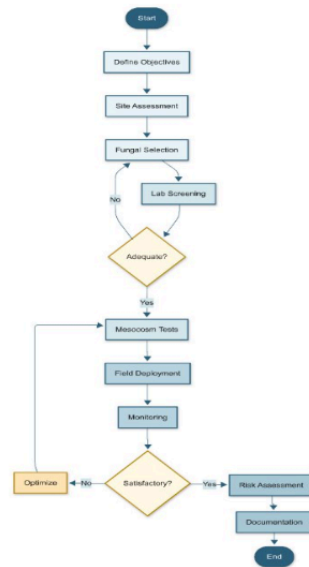 Start
Define Objectives
Site Assessment
Fungal Selection
Lab Screening
No
Adequate?
Yes
Mesocosm Tests
Field Deployment
Monitoring
Optimize
No
Satisfactory?
Yes
Risk Assessment
Documentation
End